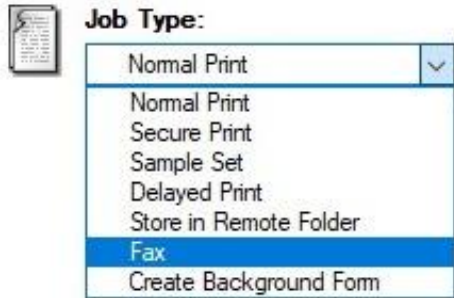 Job Type:
Normal Print
Normal Print
Secure Print
Sample Set
Delayed Print
Store in Remote Folder
Fax
Create Background Form